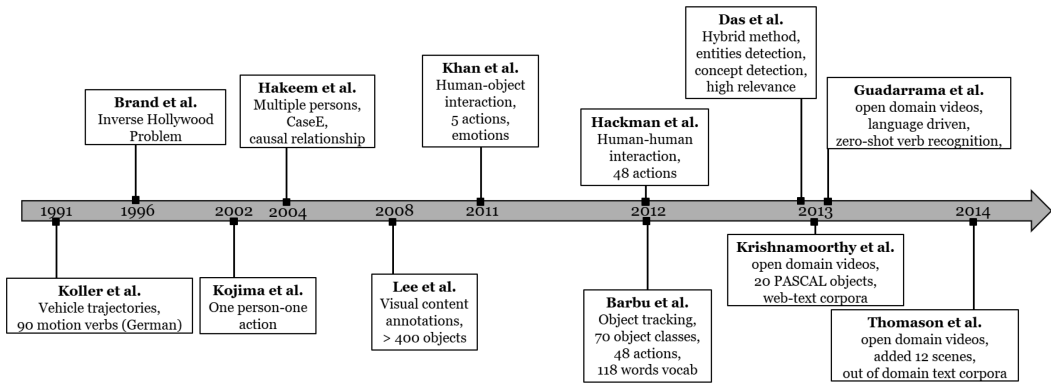 Das et al.
Hybrid method,
entities detection,
concept detection,
high relevance
Khan et al.
Human-object
interaction,
5 actions,
emotions
Hakeem et al.
Multiple persons,
CaseE,
causal relationship
Brand et al.
Inverse Hollywood
Problem
Guadarrama et al.
open domain videos,
language driven,
zero-shot verb recognition,
Hackman et al.
Human-human
interaction,
48 actions
1991
1996
2002
2004
2008
2011
2012
2013
2014
Koller et al.
Vehicle trajectories,
90 motion verbs (German)
Kojima et al.
One person-one
action
Lee et al.
Visual content
annotations,
> 400 objects
Barbu et al.
Object tracking,
70 object classes,
48 actions,
118 words vocab
Krishnamoorthy et al.
open domain videos,
20 PASCAL objects,
web-text corpora
Thomason et al.
open domain videos,
added 12 scenes,
out of domain text corpora